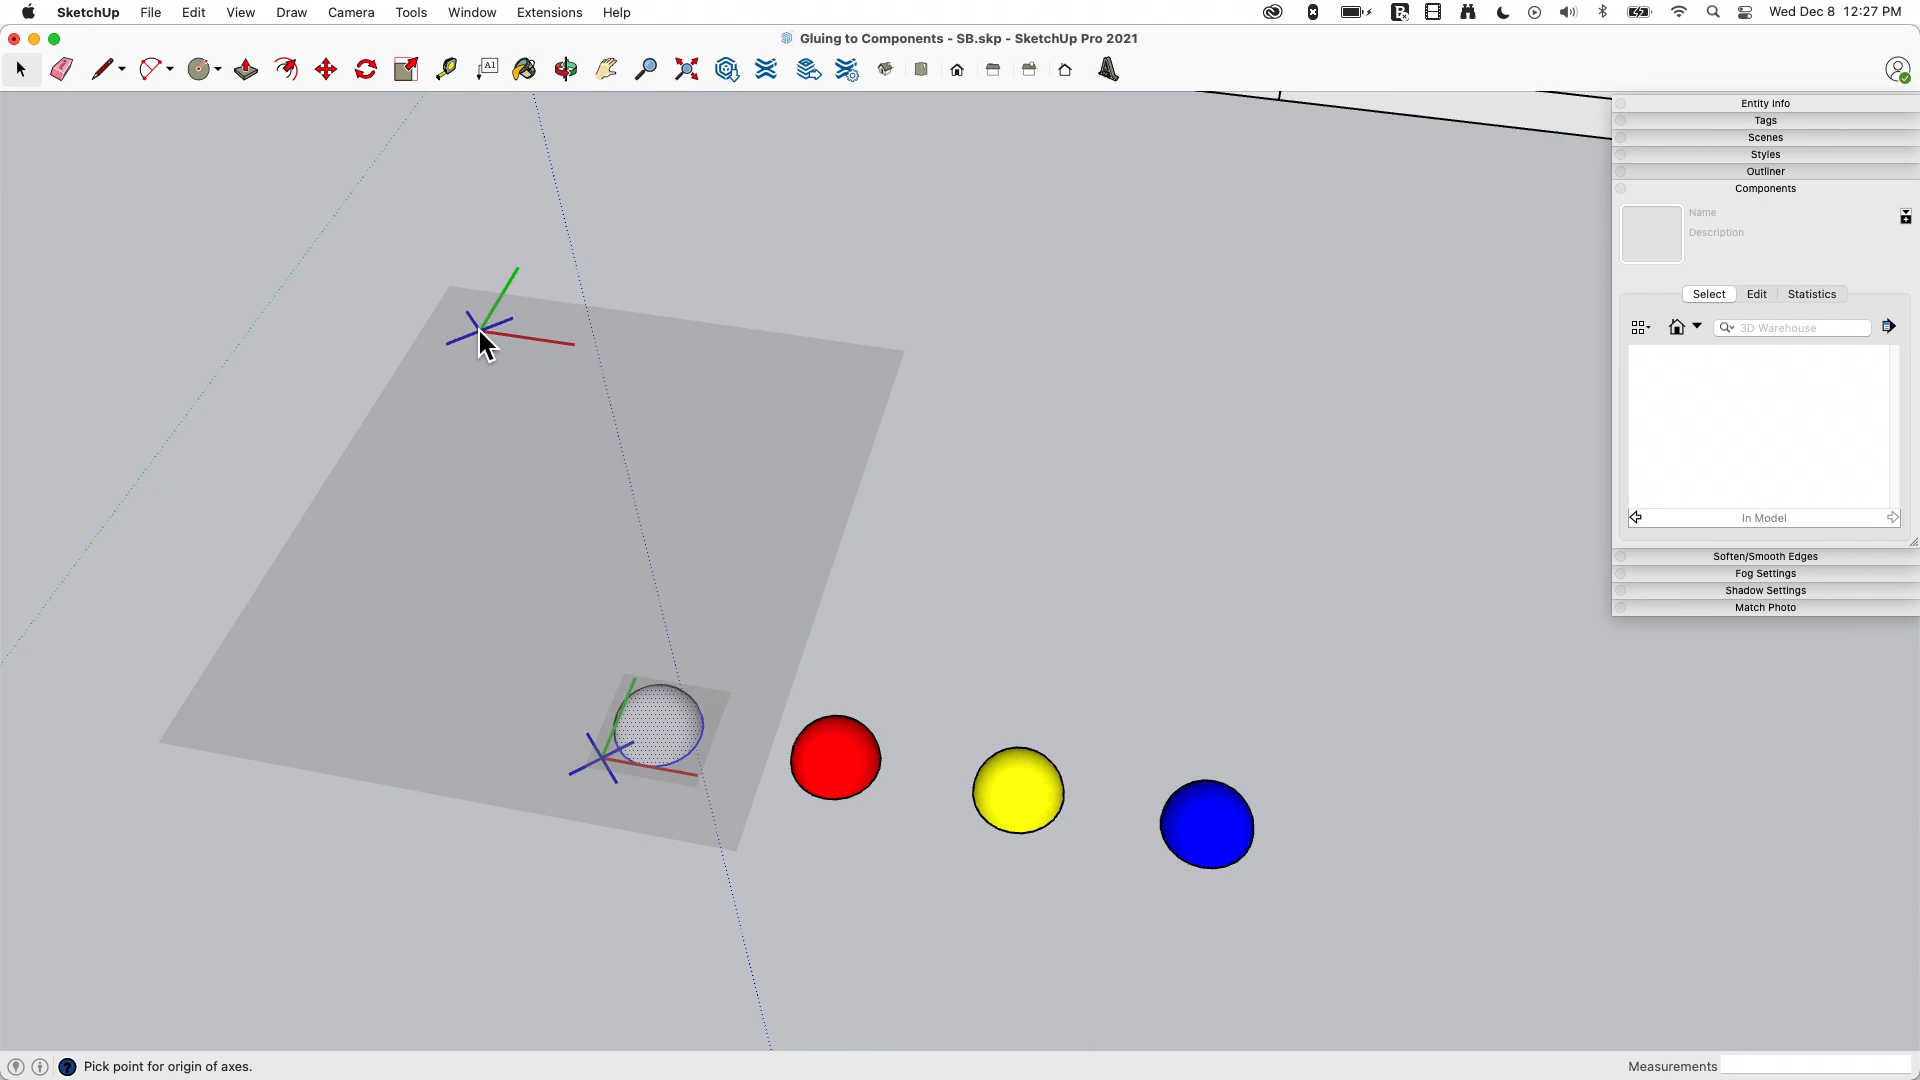 SketchUp File Edit View Draw Camera Tools Window Extensions Help
Wed Dec 8 12:27 PM
Gluing to Components - SB.skp - SketchUp Pro 2021
A1
Entity Info
Tags
Scenes
Styles
Outliner
Components
Name
Description
Select Edit Statistics
3D Warehouse
In Model
Soften/Smooth Edges
Fog Settings
Shadow Settings
Match Photo
Pick point for origin of axes.
Measurements